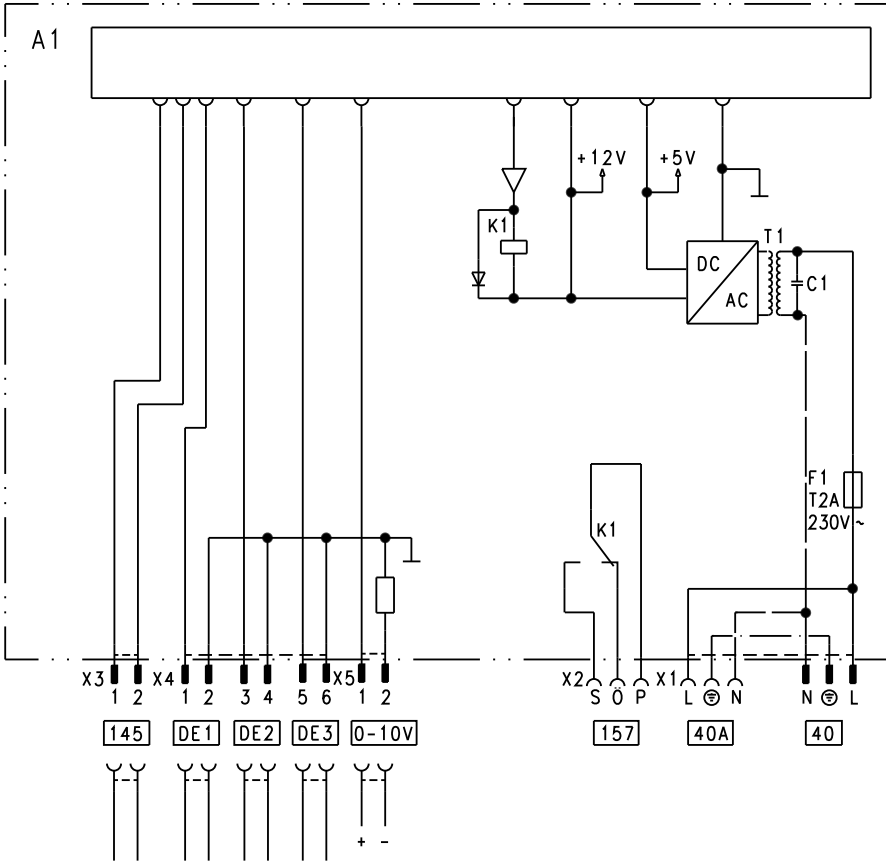 A1
+12V
+5V
K1
T1
DC
AC
C1
F1
T2A
230V ~
K1
X3
X4
X5
X2
X1
1 2
1 2
3 4
5 6
1 2
S Ö P
L N
N L
145
DE1
DE2
DE3
0-10V
157
40A
40
+ -